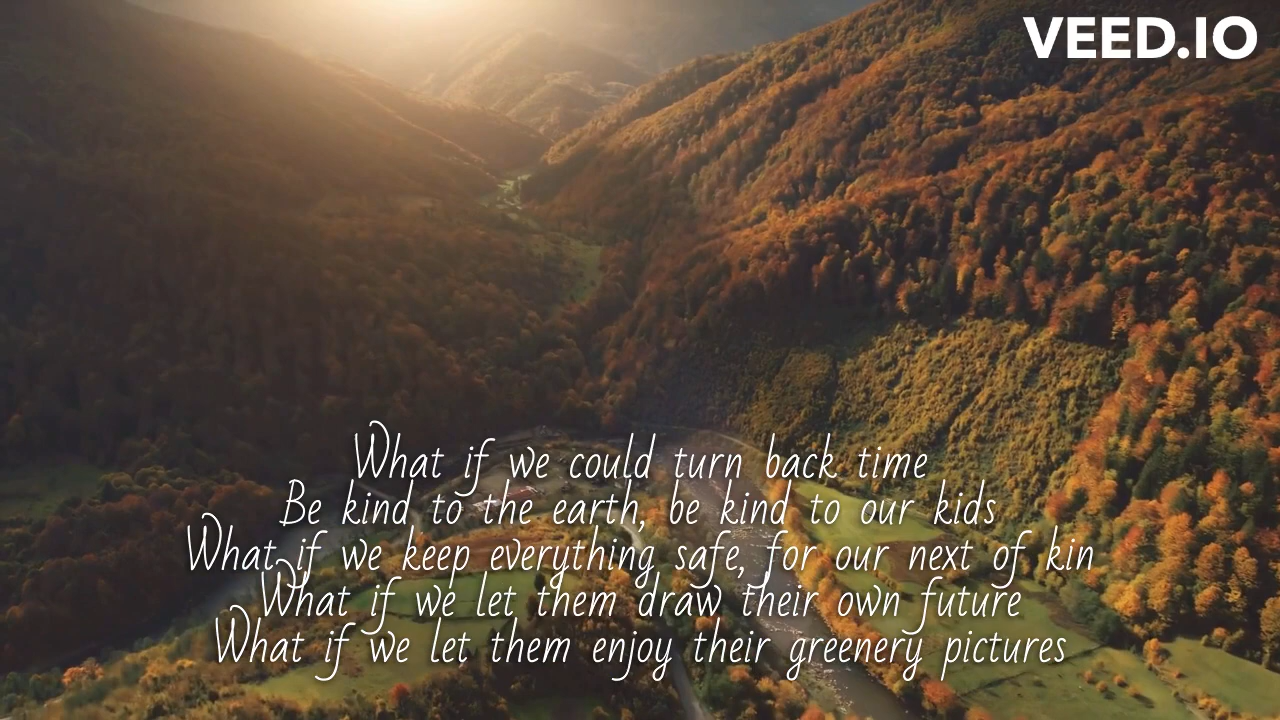 VEED.IO
What if we could turn back time
Be kind to the earth, be kind to our kids
What if we keep everything safe, for our next of kin
What if we let them draw their own future
What if we let them enjoy their greenery pictures